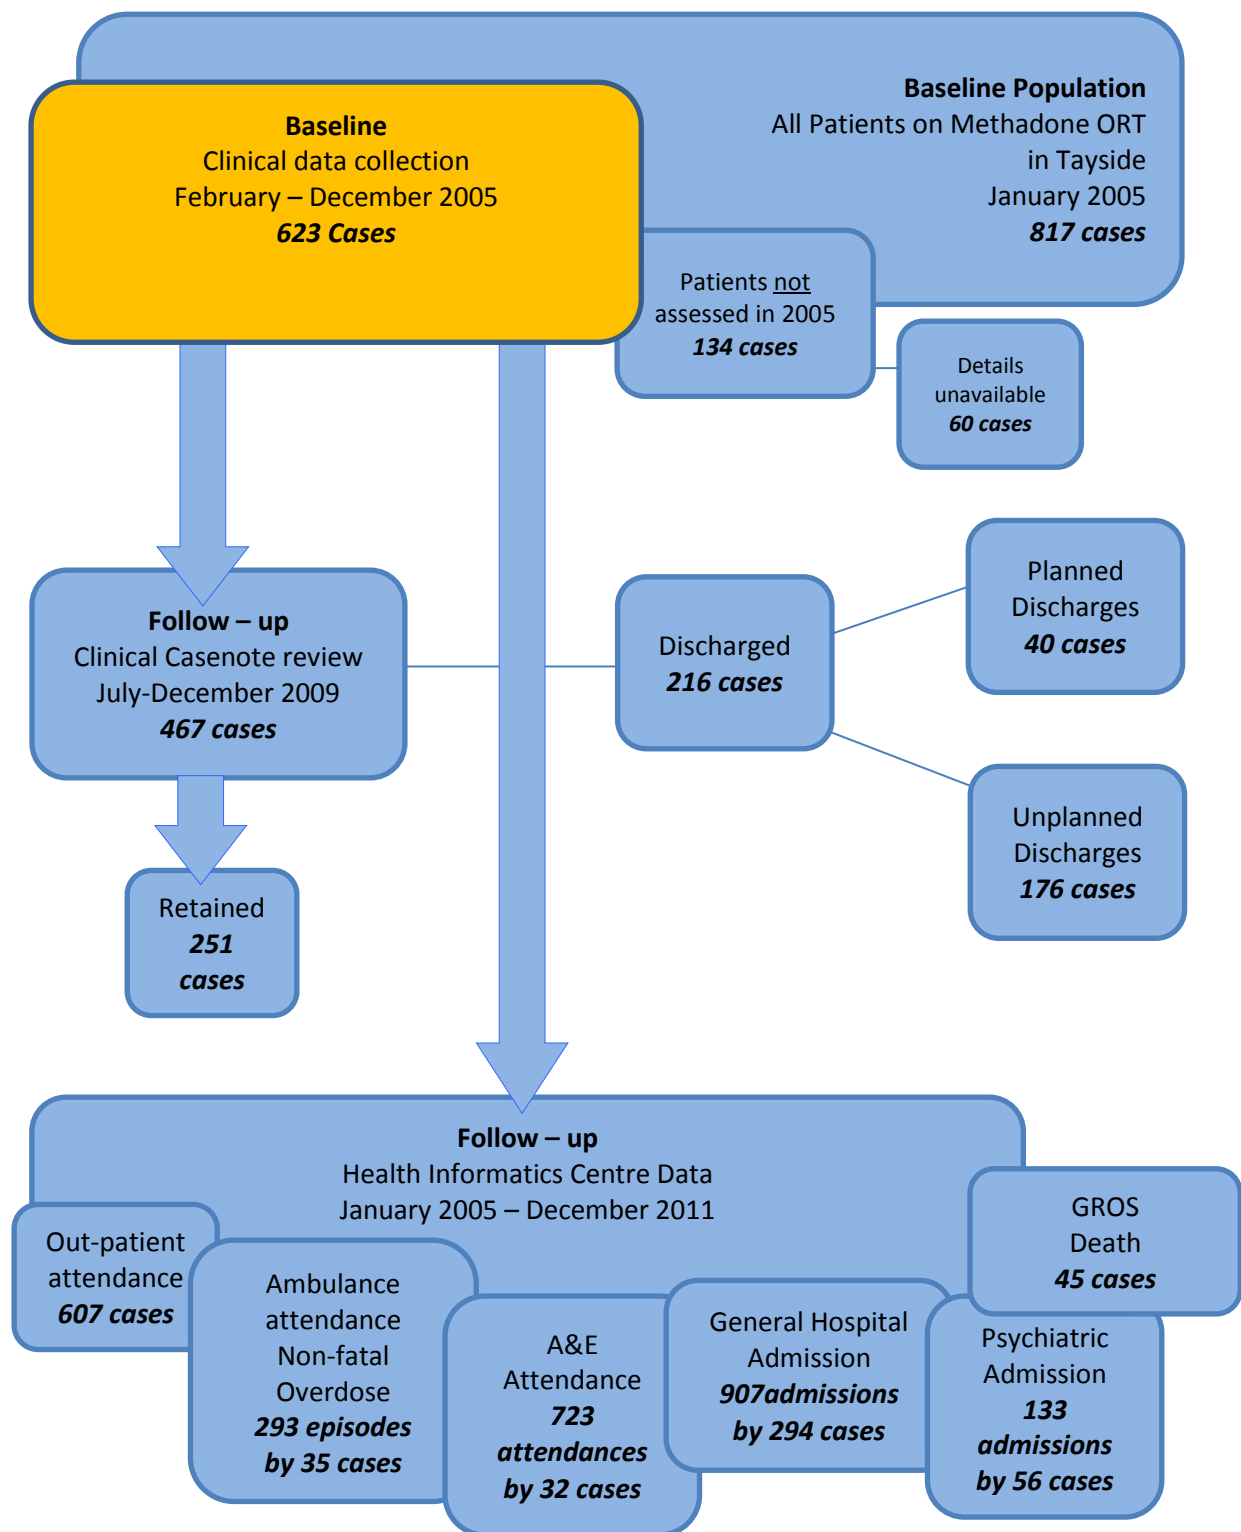 Baseline Population
All Patients on Methadone ORT
in Tayside
January 2005
817 cases
Baseline
Clinical data collection
February – December 2005
623 Cases
Patients not
assessed in 2005
134 cases
Details
unavailable
60 cases
Follow – up
Clinical Casenote review
July-December 2009
467 cases
Discharged
216 cases
Planned
Discharges
40 cases
Unplanned
Discharges
176 cases
Retained
251
cases
Follow – up
Health Informatics Centre Data
January 2005 – December 2011
Out-patient
attendance
607 cases
Ambulance
attendance
Non-fatal
Overdose
293 episodes
by 35 cases
A&E
Attendance
723
attendances
by 32 cases
General Hospital
Admission
907admissions
by 294 cases
Psychiatric
Admission
133
admissions
by 56 cases
GROS
Death
45 cases